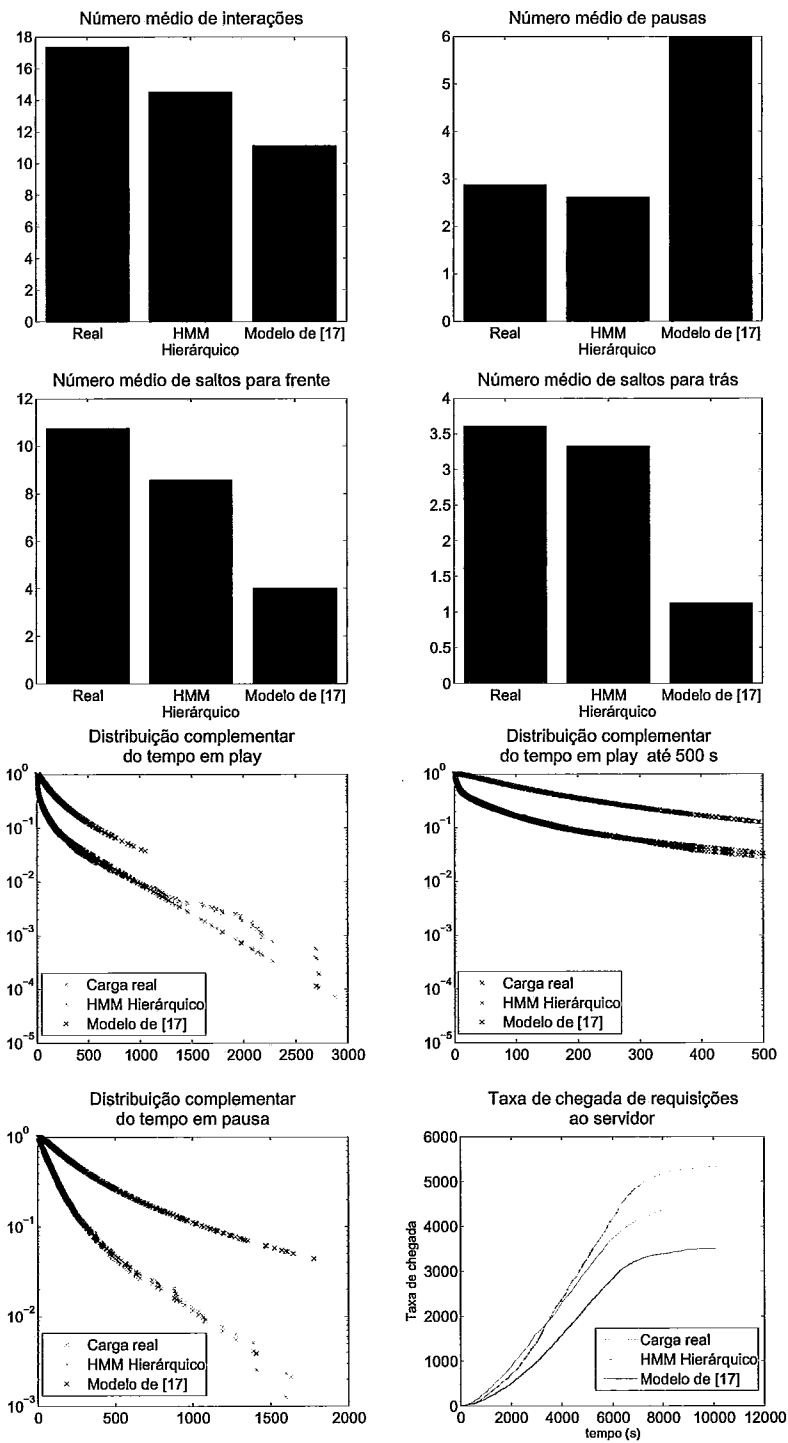 Número médio de interações
18
16
14
12
10
8
6
4
2
0
Real
HMM
Hierárquico
Modelo de [17]
Número médio de pausas
6
5
4
3
2
1
0
Real
HMM
Hierárquico
Modelo de [17]
Número médio de saltos para frente
12
10
8
6
4
2
0
Real
HMM
Hierárquico
Modelo de [17]
Número médio de saltos para trás
4
3.5
3
2.5
2
1.5
1
0.5
0
Real
HMM
Hierárquico
Modelo de [17]
Distribuição complementar
do tempo em play
10^0
10^-1
10^-2
10^-3
10^-4
10^-5
0 500 1000 1500 2000 2500 3000
Carga real
HMM Hierárquico
Modelo de [17]
Distribuição complementar
do tempo em play até 500 s
10^0
10^-1
10^-2
10^-3
10^-4
10^-5
0 100 200 300 400 500
Carga real
HMM Hierárquico
Modelo de [17]
Distribuição complementar
do tempo em pausa
10^0
10^-1
10^-2
10^-3
0 500 1000 1500 2000
Carga real
HMM Hierárquico
Modelo de [17]
Taxa de chegada de requisições
ao servidor
Taxa de chegada
6000
5000
4000
3000
2000
1000
0
0 2000 4000 6000 8000 10000 12000
tempo (s)
Carga real
HMM Hierárquico
Modelo de [17]